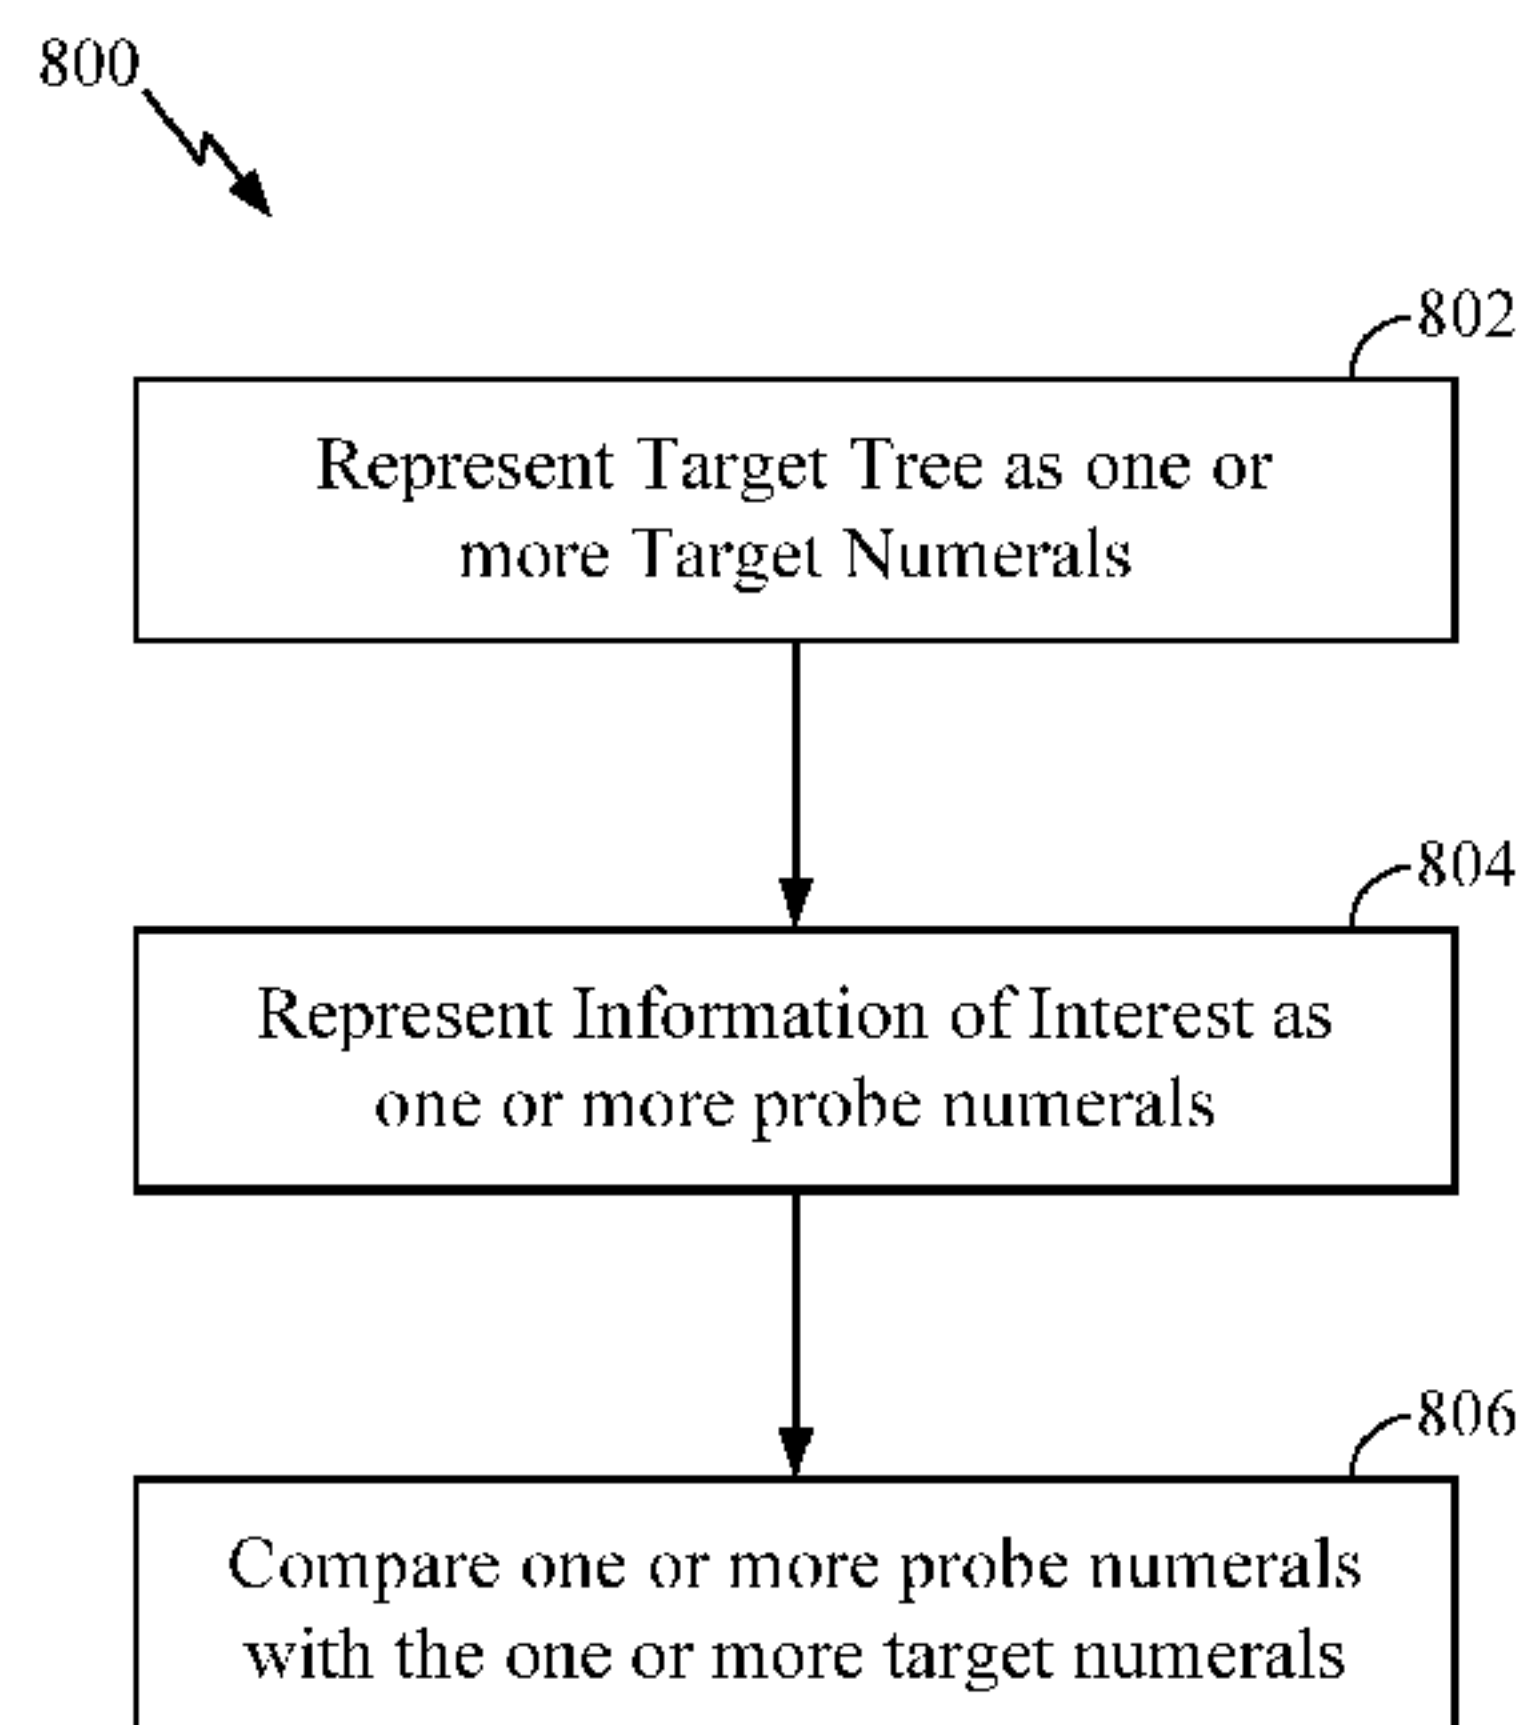 800
802
Represent Target Tree as one or
more Target Numerals
804
Represent Information of Interest as
one or more probe numerals
806
Compare one or more probe numerals
with the one or more target numerals